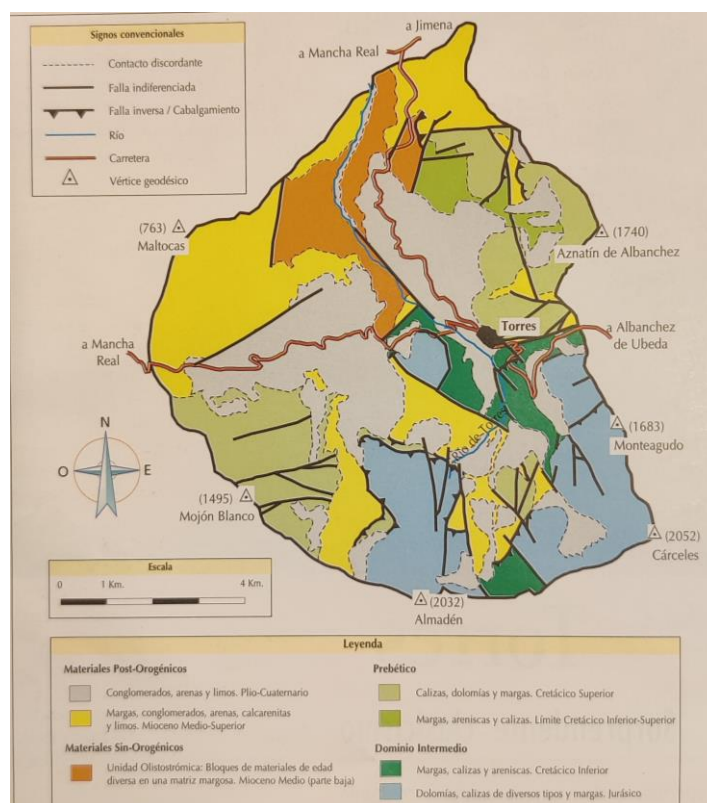 a Jimena
a Mancha Real
Signos convencionales
Contacto discordante
Falla indiferenciada
Falla inversa / Cabalgamiento
Río
Carretera
Vértice geodésico
(763)
Maltocas
(1740)
Aznatín de Albanchez
Torres
a Albanchez
de Ubeda
a Mancha
Real
Río de Torres
(1683)
Monteagudo
N
O
E
(1495)
Mojón Blanco
(2052)
Cárceles
Escala
0 1 Km. 4 Km.
(2032)
Almadén
Leyenda
Materiales Post-Orogénicos
Conglomerados, arenas y limos. Plio-Cuaternario
Margas, conglomerados, arenas, calcarenitas
y limos. Mioceno Medio-Superior
Materiales Sin-Orogénicos
Unidad Olistostrómica: Bloques de materiales de edad
diversa en una matriz margosa. Mioceno Medio (parte baja)
Prebético
Calizas, dolomías y margas. Cretácico Superior
Margas, areniscas y calizas. Límite Cretácico Inferior-Superior
Dominio Intermedio
Margas, calizas y areniscas. Cretácico Inferior
Dolomías, calizas de diversos tipos y margas. Jurásico